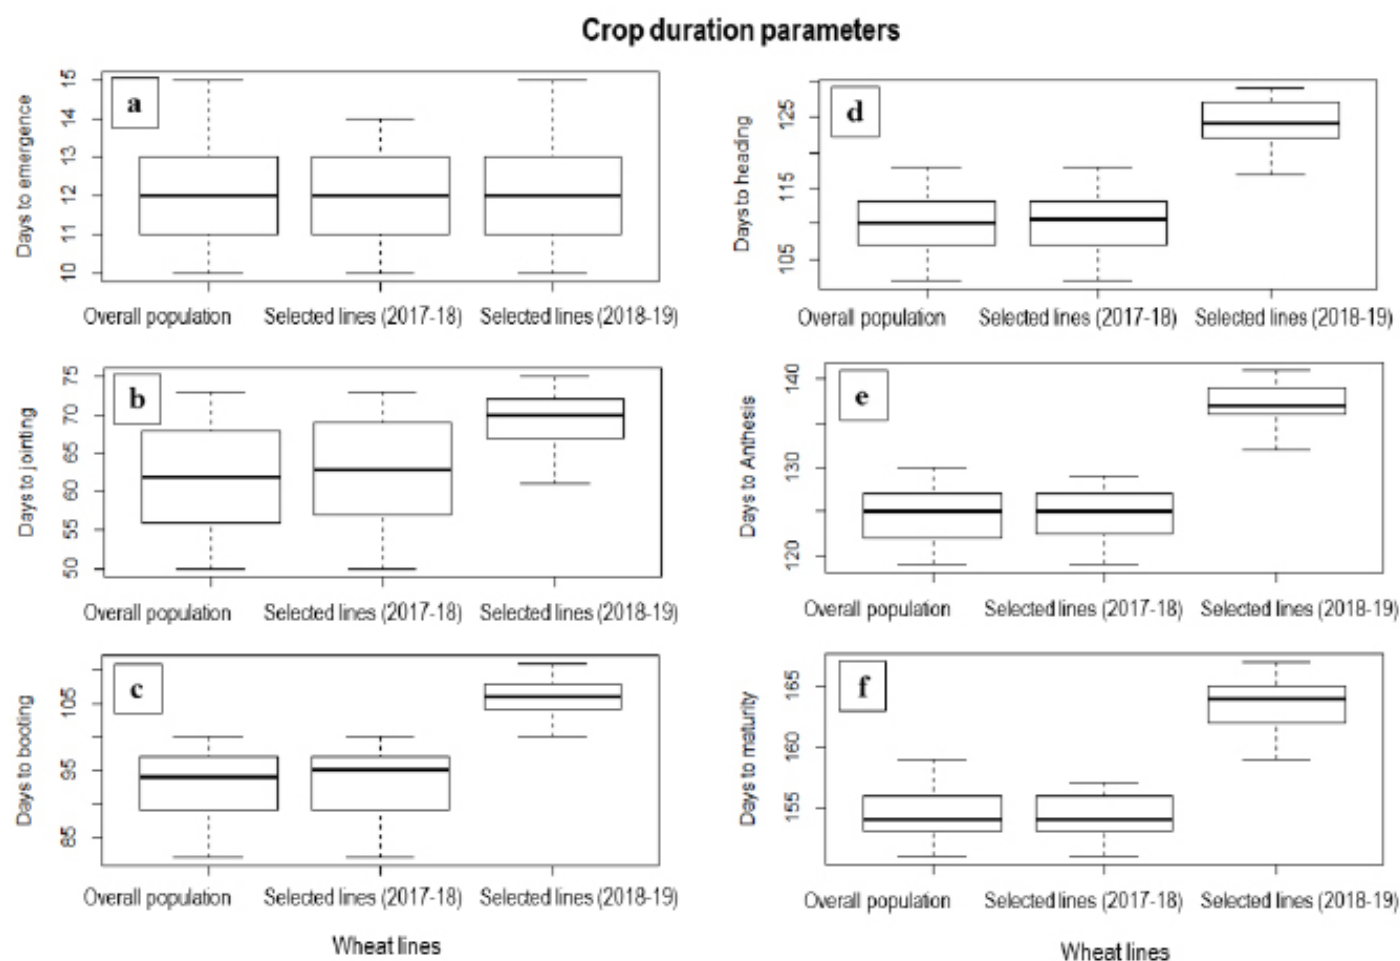 Crop duration parameters
a
Days to emergence
15
14
13
12
11
10
Overall population Selected lines (2017-18) Selected lines (2018-19)
b
Days to jointing
75
70
65
60
55
50
Overall population Selected lines (2017-18) Selected lines (2018-19)
c
Days to booting
105
95
85
Overall population Selected lines (2017-18) Selected lines (2018-19)
Wheat lines
d
Days to heading
125
115
105
Overall population Selected lines (2017-18) Selected lines (2018-19)
e
Days to Anthesis
140
130
120
Overall population Selected lines (2017-18) Selected lines (2018-19)
f
Days to maturity
165
160
155
Overall population Selected lines (2017-18) Selected lines (2018-19)
Wheat lines